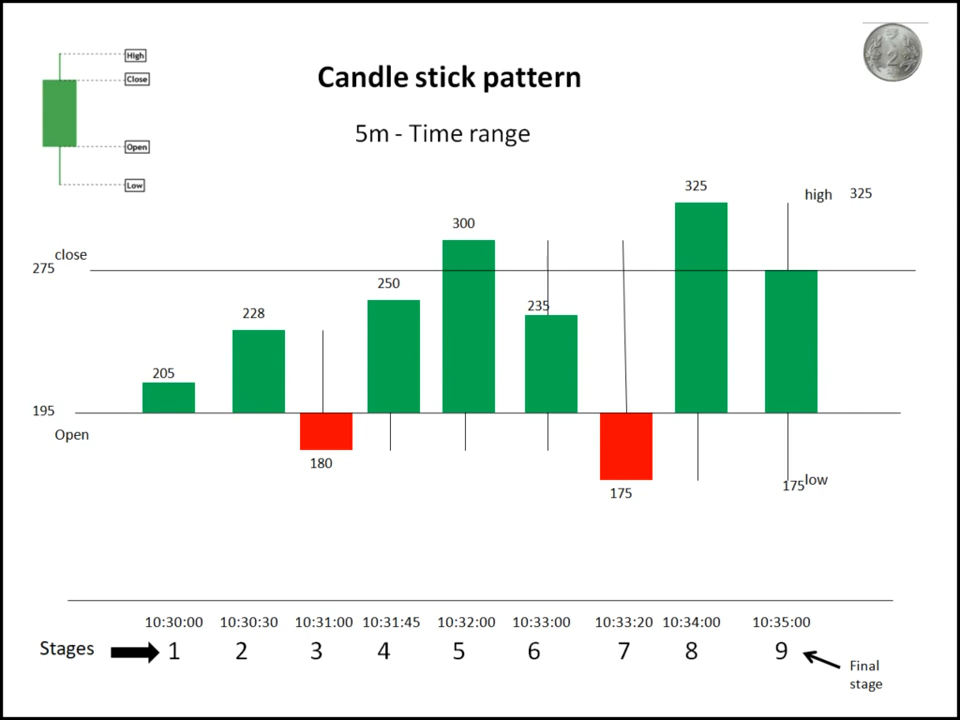 High
Close
Open
Low
Candle stick pattern
5m - Time range
2
325
high 325
300
close
275
250
228
235
205
195
Open
180
175
175
low
10:30:00 10:30:30 10:31:00 10:31:45 10:32:00 10:33:00 10:33:20 10:34:00 10:35:00
Stages 1 2 3 4 5 6 7 8 9
Final
stage